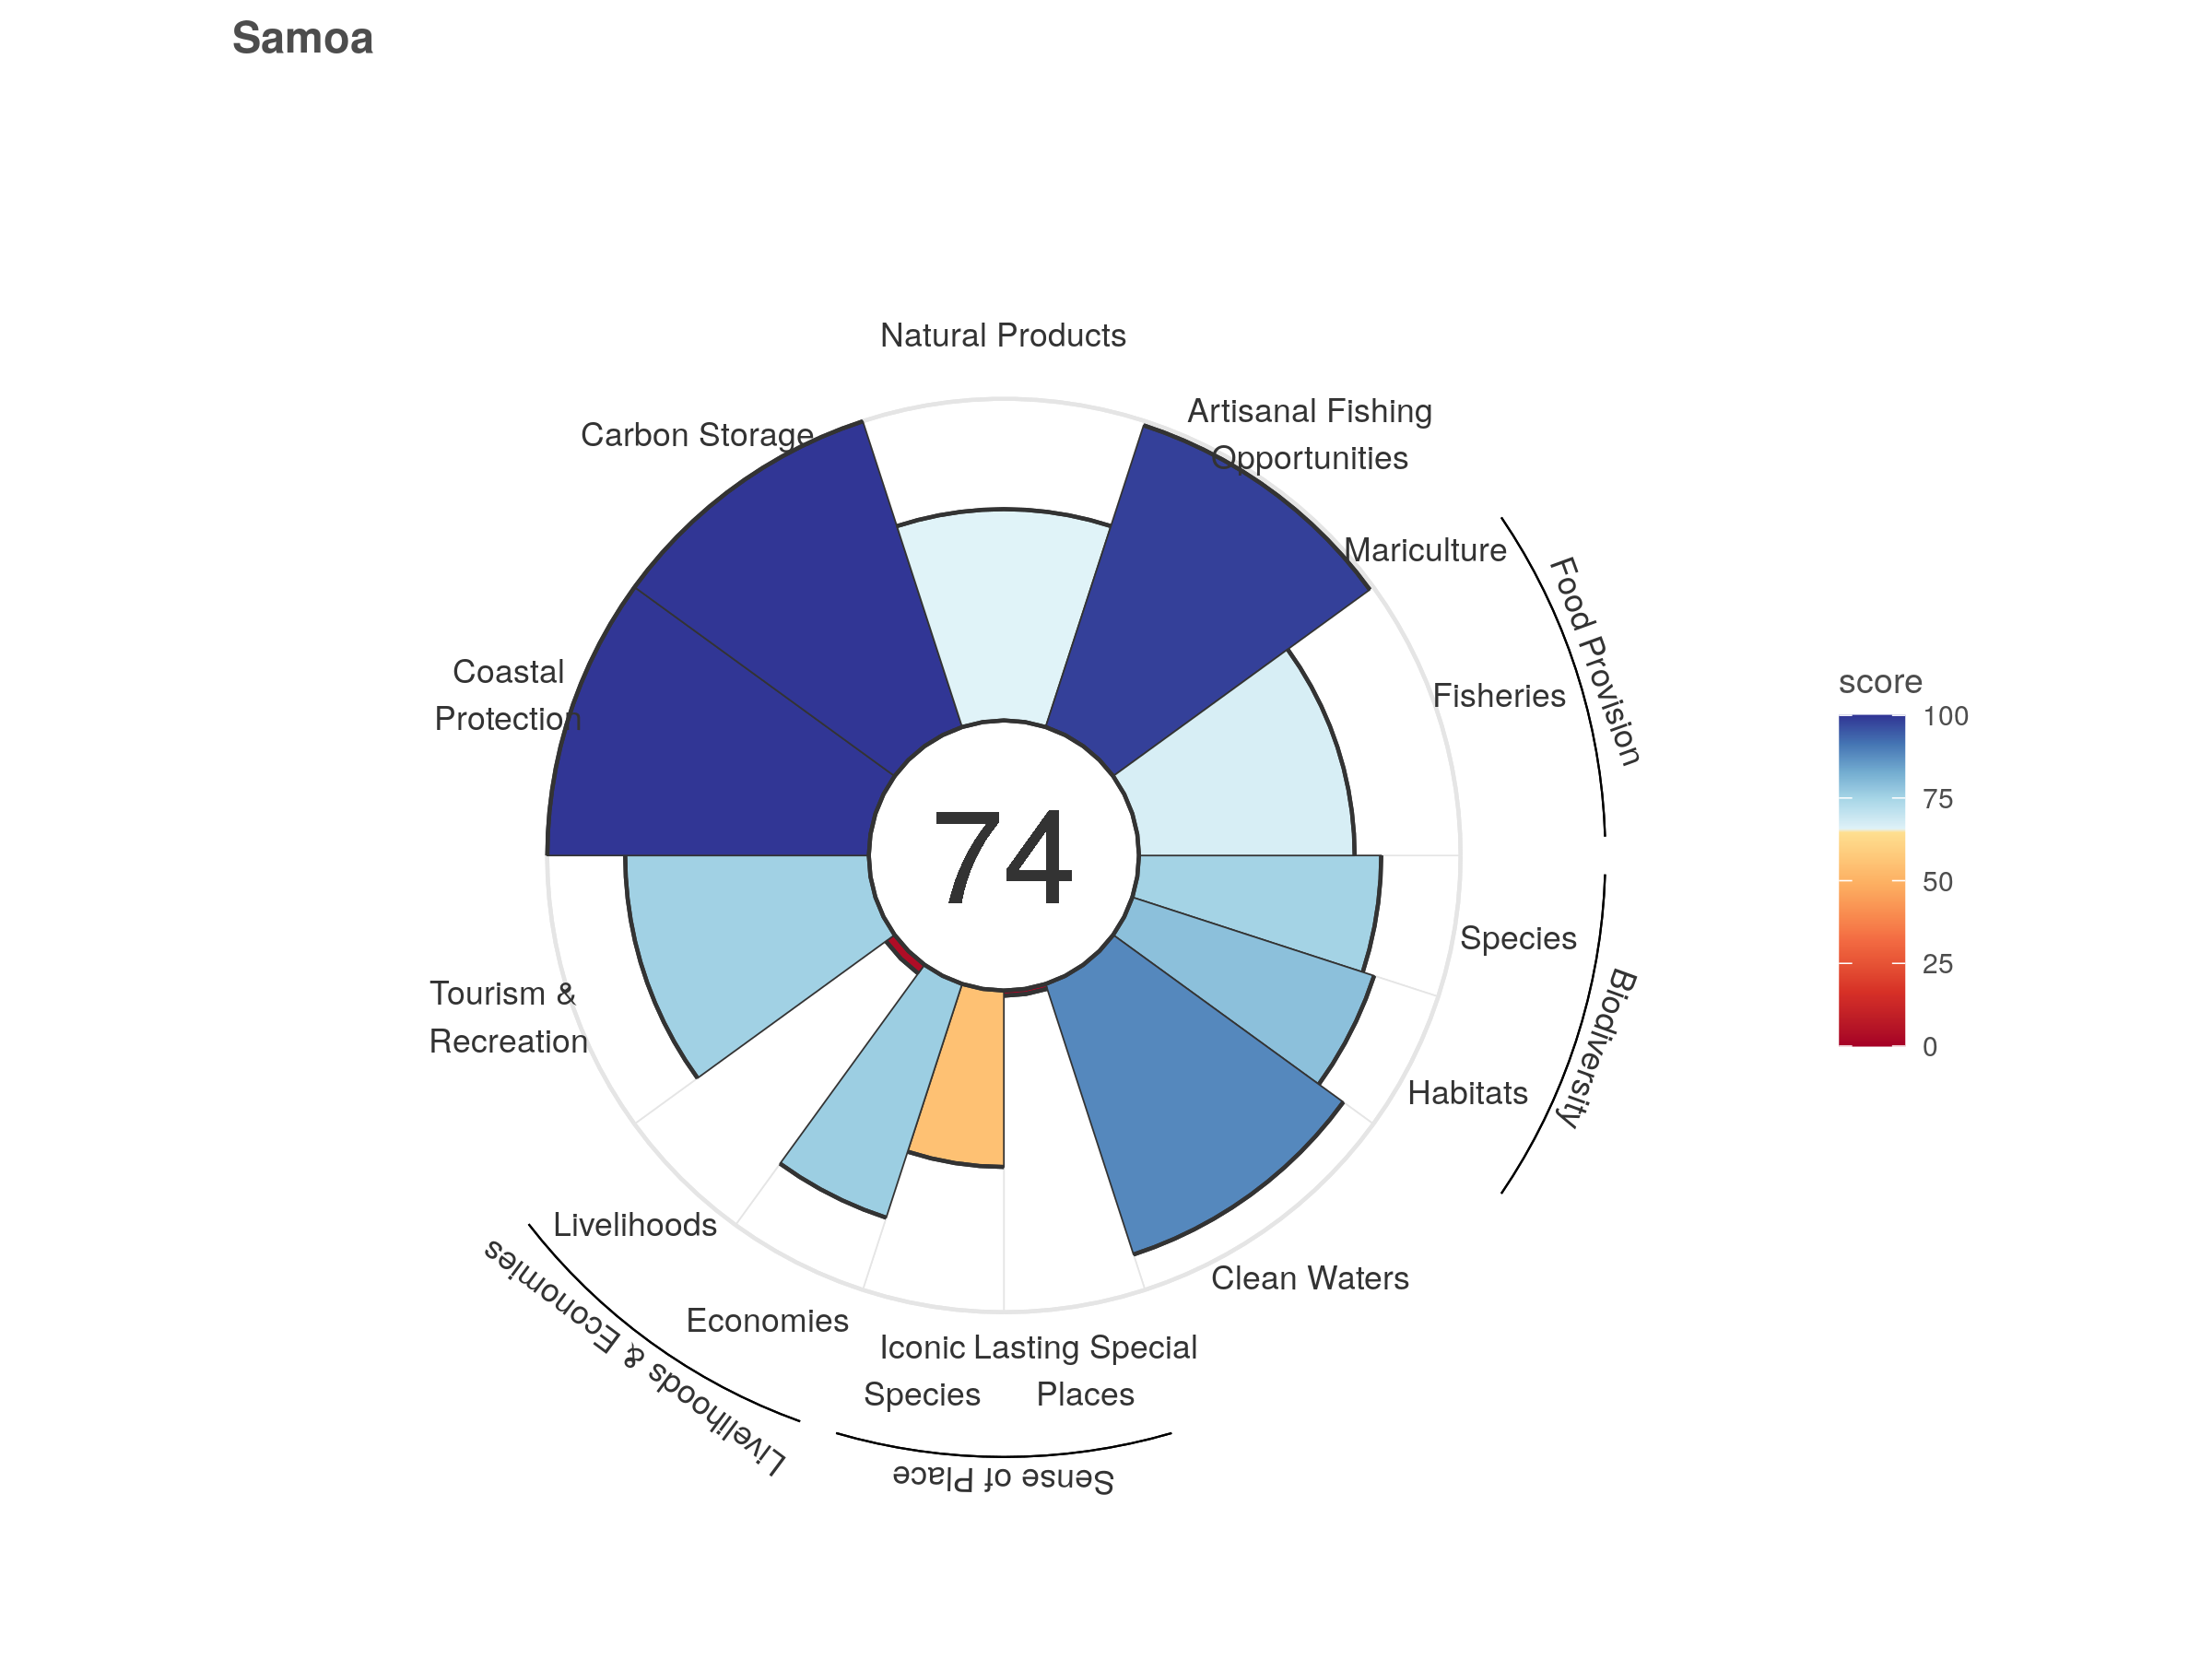 Samoa
Natural Products
Artisanal Fishing
Opportunities
Carbon Storage
Mariculture
Food Provision
Fisheries
Coastal
Protection
score
100
75
50
25
0
74
Species
Biodiversity
Habitats
Tourism &
Recreation
Livelihoods
Livelihoods & Economies
Economies
Clean Waters
Iconic
Species
Lasting Special
Places
Sense of Place